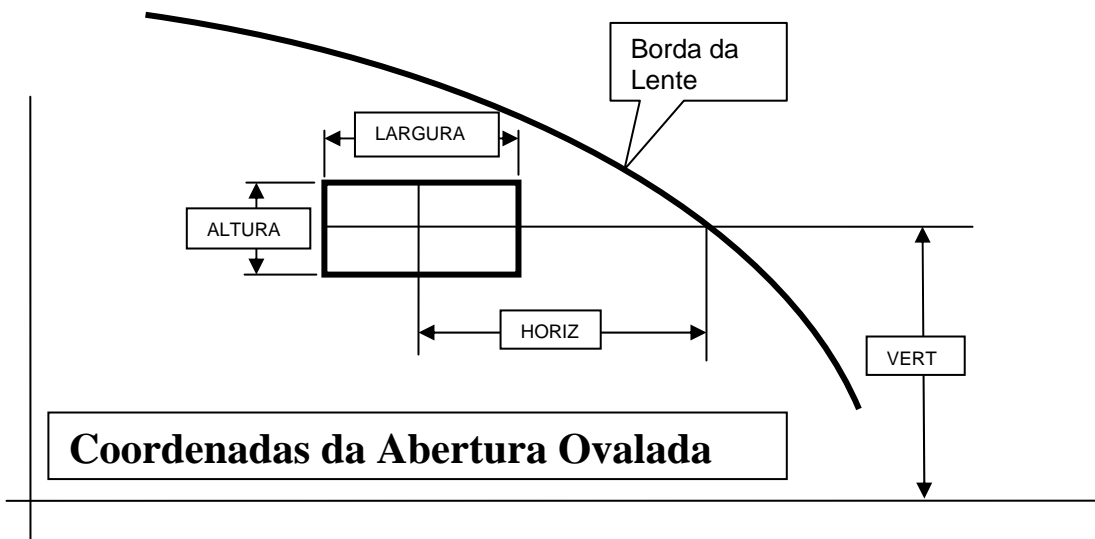 Borda da
Lente
LARGURA
ALTURA
HORIZ
VERT
Coordenadas da Abertura Ovalada